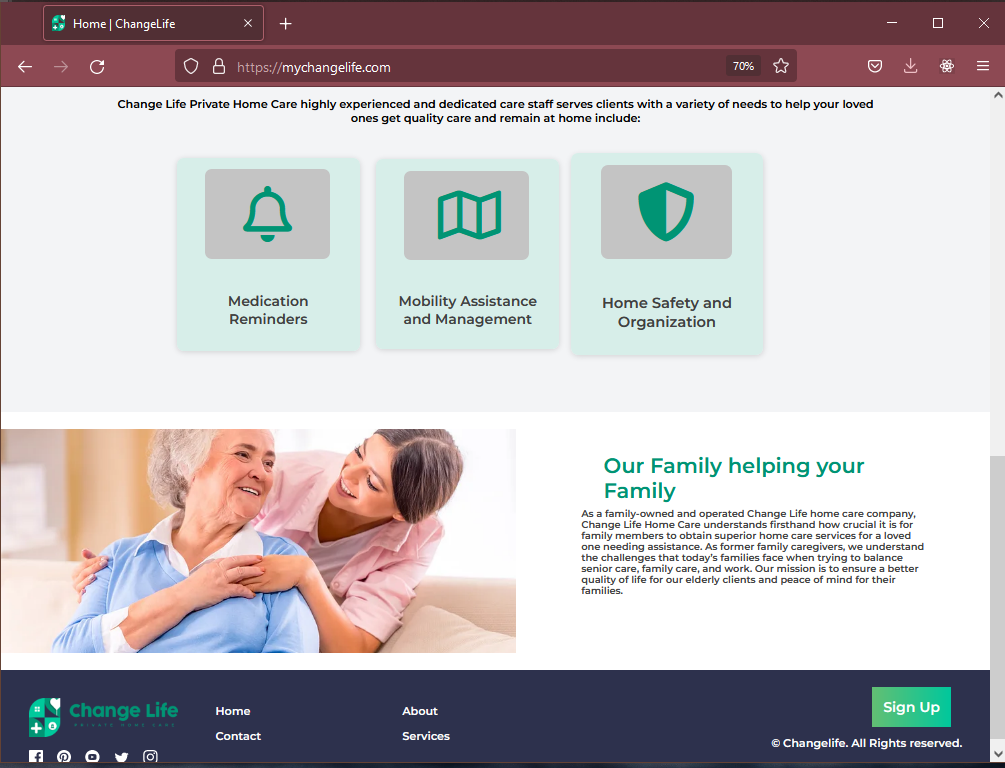 Home | ChangeLife
https://mychangelife.com
70%
Change Life Private Home Care highly experienced and dedicated care staff serves clients with a variety of needs to help your loved
ones get quality care and remain at home include:
Medication
Reminders
Mobility Assistance
and Management
Home Safety and
Organization
Our Family helping your
Family
As a family-owned and operated Change Life home care company,
Change Life Home Care understands firsthand how crucial it is for
family members to obtain superior home care services for a loved
one needing assistance. As former family caregivers, we understand
the challenges that today's families face when trying to balance
senior care, family care, and work. Our mission is to ensure a better
quality of life for our elderly clients and peace of mind for their
families.
Change Life
PRIVATE HOME CARE
Home
About
Sign Up
Contact
Services
© Changelife. All Rights reserved.